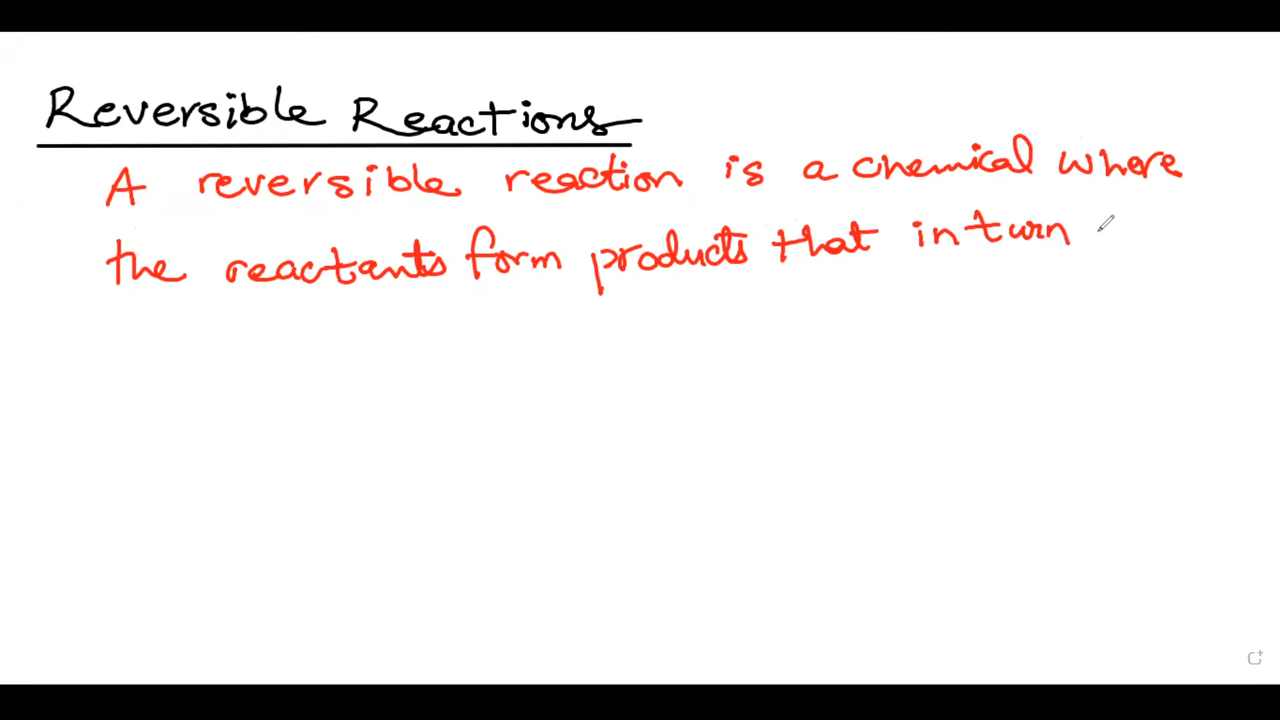 Reversible Reactions
A reversible reaction is a chemical where
the reactants form products that in turn